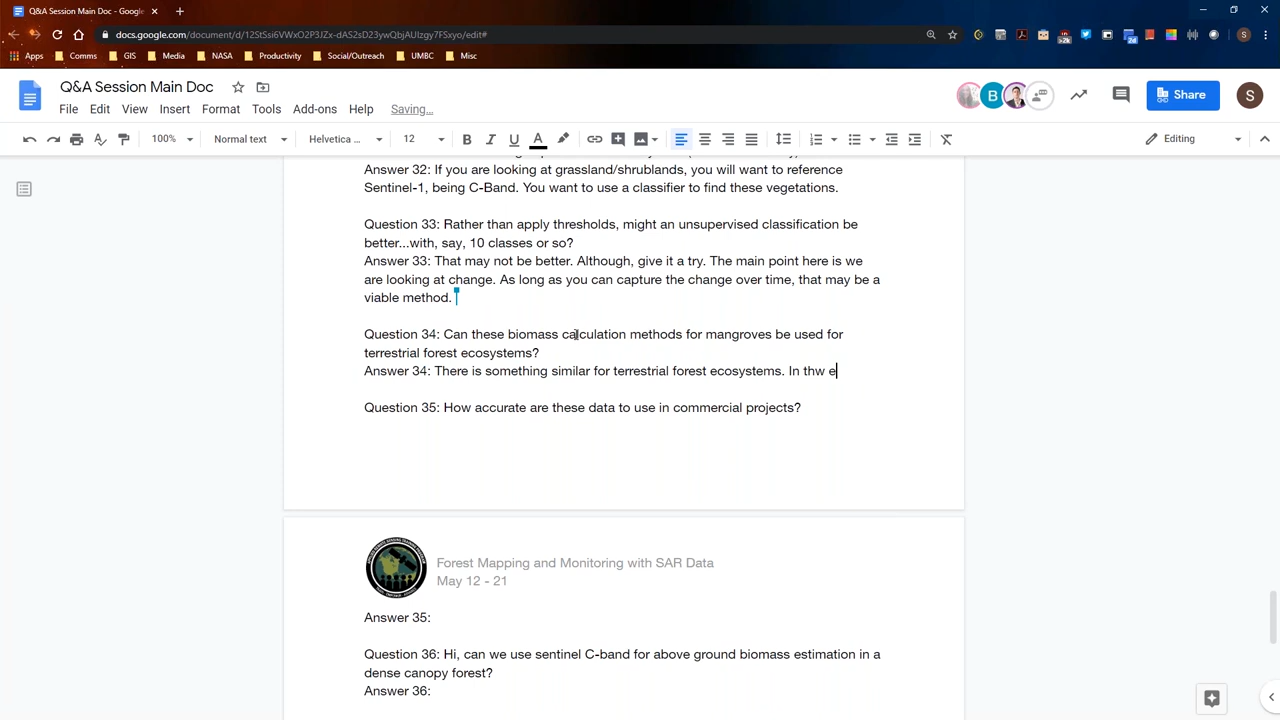 Q&A Session Main Doc - Google
docs.google.com/document/d/12StSsi6VWxO2P3JZx-dAS2sD23ywQbjAUIzgy7FSxyo/edit#
S
Apps Comms GIS Media NASA Productivity Social/Outreach UMBC Misc
Q&A Session Main Doc
File Edit View Insert Format Tools Add-ons Help Saving...
B
Share
S
100% Normal text Helvetica ... 12 B I U A Editing
Answer 32: If you are looking at grassland/shrublands, you will want to reference
Sentinel-1, being C-Band. You want to use a classifier to find these vegetations.
Question 33: Rather than apply thresholds, might an unsupervised classification be
better...with, say, 10 classes or so?
Answer 33: That may not be better. Although, give it a try. The main point here is we
are looking at change. As long as you can capture the change over time, that may be a
viable method.
Question 34: Can these biomass calculation methods for mangroves be used for
terrestrial forest ecosystems?
Answer 34: There is something similar for terrestrial forest ecosystems. In thw e
Question 35: How accurate are these data to use in commercial projects?
Forest Mapping and Monitoring with SAR Data
May 12 - 21
Answer 35:
Question 36: Hi, can we use sentinel C-band for above ground biomass estimation in a
dense canopy forest?
Answer 36: